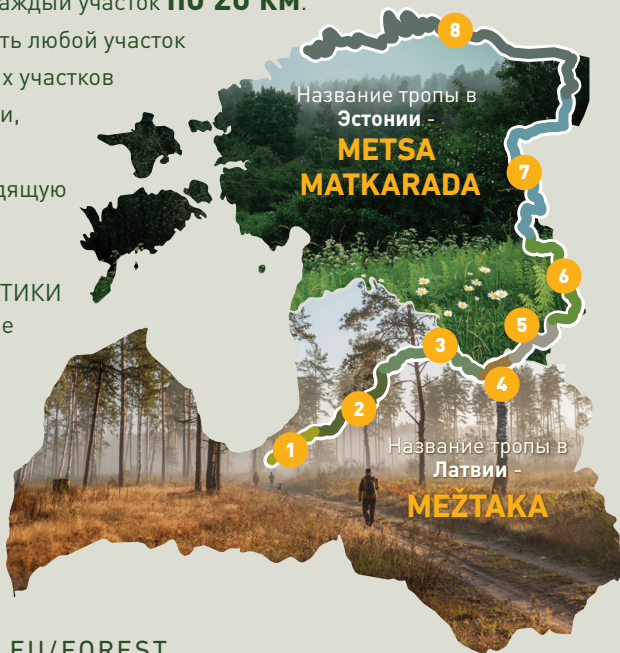 каждый участок по 20 км.
ть любой участок
х участков
и,
дящую
ТИКИ
е
8
Название тропы в
Эстонии -
METSA
MATKARADA
7
6
5
3
4
2
1
Название тропы в
Латвии -
MEŽTAKA
EU/FOREST